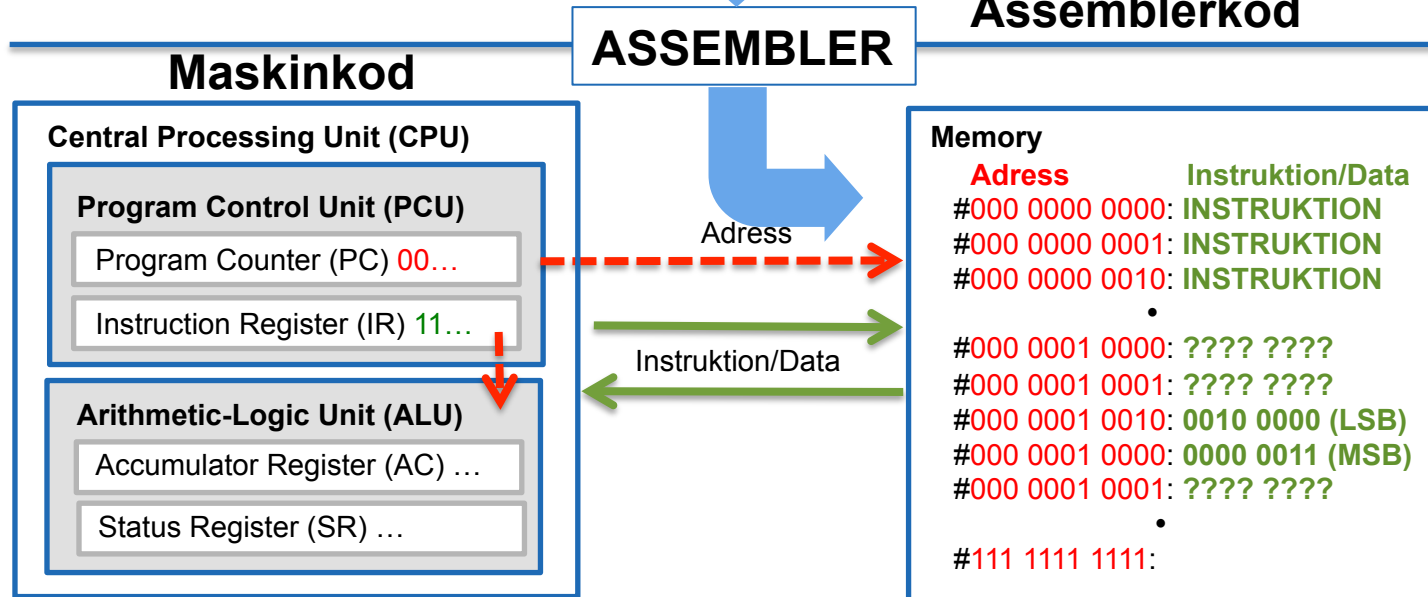 Assemblerkod
ASSEMBLER
Maskinkod
Central Processing Unit (CPU)
Program Control Unit (PCU)
Program Counter (PC) 00…
Instruction Register (IR) 11…
Arithmetic-Logic Unit (ALU)
Accumulator Register (AC) …
Status Register (SR) …
Adress
Instruktion/Data
Memory
Adress Instruktion/Data
#000 0000 0000: INSTRUKTION
#000 0000 0001: INSTRUKTION
#000 0000 0010: INSTRUKTION
•
#000 0001 0000: ???? ????
#000 0001 0001: ???? ????
#000 0001 0010: 0010 0000 (LSB)
#000 0001 0000: 0000 0011 (MSB)
#000 0001 0001: ???? ????
•
#111 1111 1111: